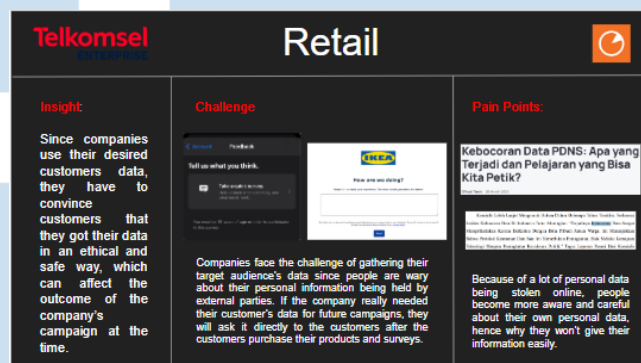 Telkomsel
ENTERPRISE
Retail
Insight:
Since companies
use their desired
customers data,
they have to
convince
customers that
they got their data
in an ethical and
safe way, which
can affect the
outcome of the
company's
campaign at the
time.
Challenge
Account
Feedback
Tell us what you think.
IKEA
How are we doing?
Companies face the challenge of gathering their
target audience's data since people are wary
about their personal information being held by
external parties. If the company really needed
their customer's data for future campaigns, they
will ask it directly to the customers after the
customers purchase their products and surveys.
Pain Points:
Kebocoran Data PDNS: Apa yang
Terjadi dan Pelajaran yang Bisa
Kita Petik?
Because of a lot of personal data
being stolen online, people
become more aware and careful
about their own personal data,
hence why they won't give their
information easily.